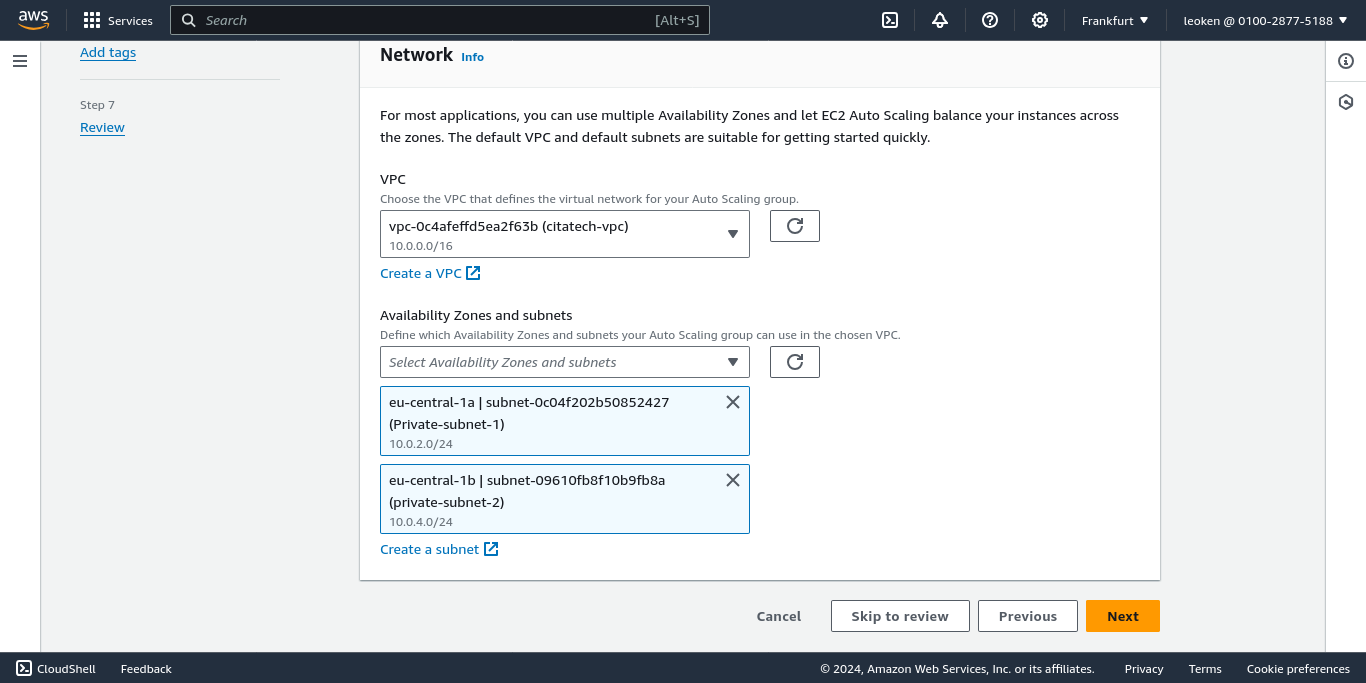 aws
Services
Search
[Alt+S]
Frankfurt
leoken @ 0100-2877-5188
Add tags
Step 7
Review
Network
Info
For most applications, you can use multiple Availability Zones and let EC2 Auto Scaling balance your instances across
the zones. The default VPC and default subnets are suitable for getting started quickly.
VPC
Choose the VPC that defines the virtual network for your Auto Scaling group.
vpc-0c4afeffd5ea2f63b (citatech-vpc)
10.0.0.0/16
Create a VPC
Availability Zones and subnets
Define which Availability Zones and subnets your Auto Scaling group can use in the chosen VPC.
Select Availability Zones and subnets
eu-central-1a | subnet-0c04f202b50852427
(Private-subnet-1)
10.0.2.0/24
eu-central-1b | subnet-09610fb8f10b9fb8a
(private-subnet-2)
10.0.4.0/24
Create a subnet
Cancel
Skip to review
Previous
Next
CloudShell
Feedback
© 2024, Amazon Web Services, Inc. or its affiliates.
Privacy
Terms
Cookie preferences